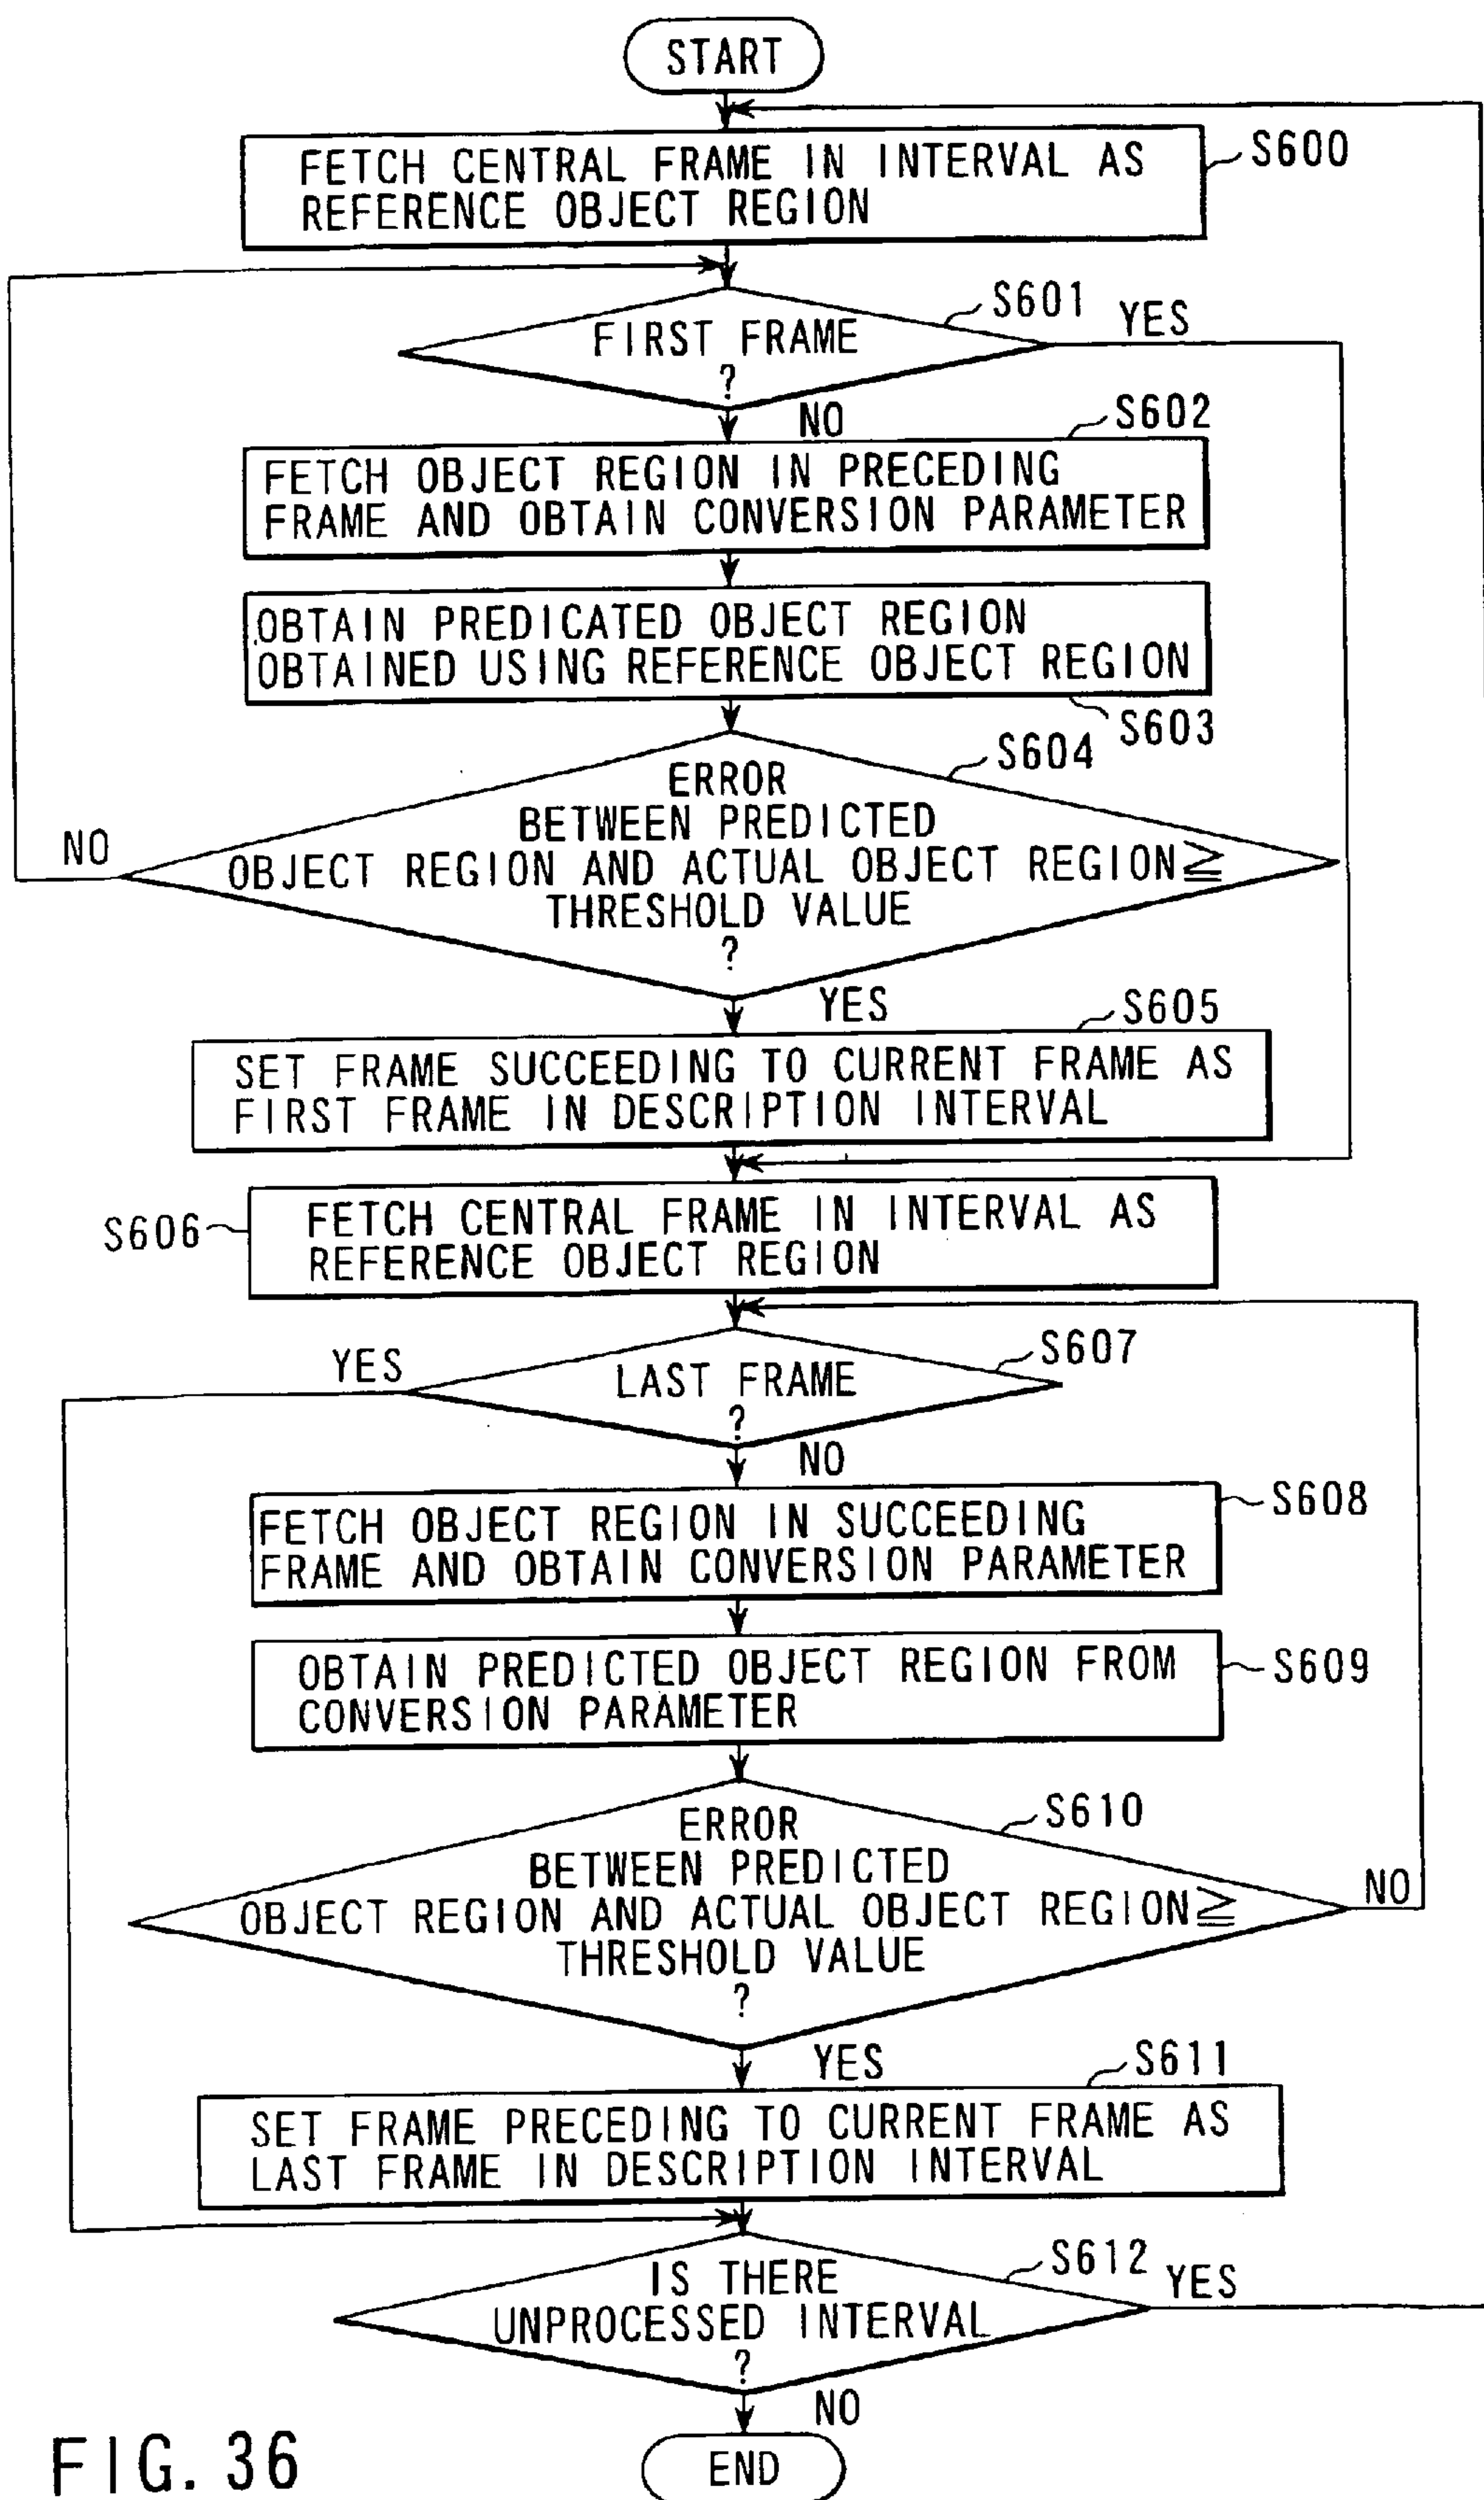 START
FETCH CENTRAL FRAME IN INTERVAL AS
REFERENCE OBJECT REGION
S600
FIRST FRAME
?
S601
YES
NO
S602
FETCH OBJECT REGION IN PRECEDING
FRAME AND OBTAIN CONVERSION PARAMETER
OBTAIN PREDICATED OBJECT REGION
OBTAINED USING REFERENCE OBJECT REGION
S603
S604
ERROR
BETWEEN PREDICTED
OBJECT REGION AND ACTUAL OBJECT REGION≧
THRESHOLD VALUE
?
NO
YES
S605
SET FRAME SUCCEEDING TO CURRENT FRAME AS
FIRST FRAME IN DESCRIPTION INTERVAL
S606
FETCH CENTRAL FRAME IN INTERVAL AS
REFERENCE OBJECT REGION
YES
LAST FRAME
?
S607
NO
S608
FETCH OBJECT REGION IN SUCCEEDING
FRAME AND OBTAIN CONVERSION PARAMETER
OBTAIN PREDICTED OBJECT REGION FROM
CONVERSION PARAMETER
S609
S610
ERROR
BETWEEN PREDICTED
OBJECT REGION AND ACTUAL OBJECT REGION≧
THRESHOLD VALUE
?
NO
YES
S611
SET FRAME PRECEDING TO CURRENT FRAME AS
LAST FRAME IN DESCRIPTION INTERVAL
S612
IS THERE
UNPROCESSED INTERVAL
?
YES
NO
END
FIG. 36